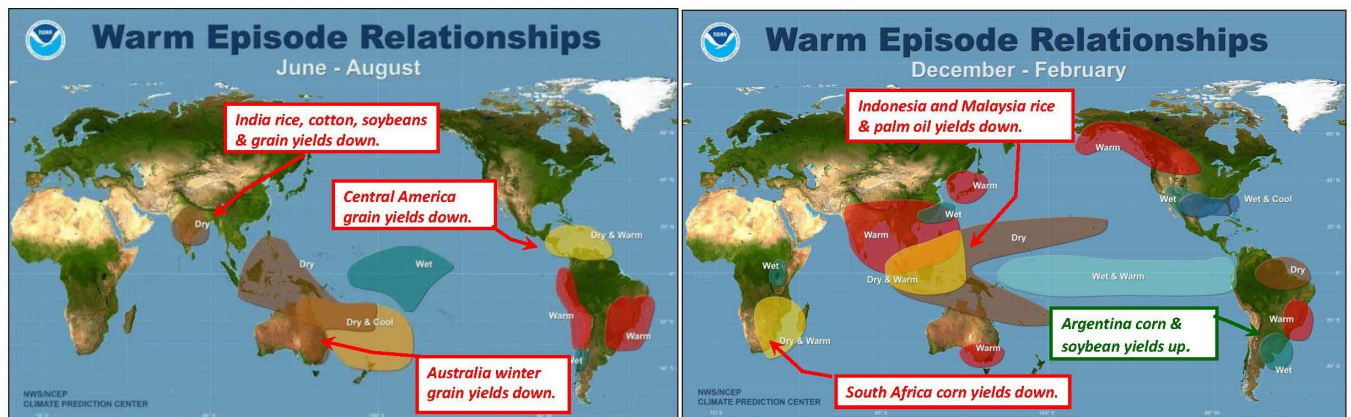 NOAA
Warm Episode Relationships
June - August
India rice, cotton, soybeans
& grain yields down.
Central America
grain yields down.
Dry
Dry & Warm
Dry
Wet
Dry & Cool
Warm
Warm
Wet
Australia winter
grain yields down.
NWS/NCEP
CLIMATE PREDICTION CENTER
NOAA
Warm Episode Relationships
December - February
Indonesia and Malaysia rice
& palm oil yields down.
Warm
Warm
Wet
Wet
Wet & Cool
Warm
Dry
Wet
Dry & Warm
Wet & Warm
Dry
Dry & Warm
Warm
Warm
Wet
Argentina corn &
soybean yields up.
South Africa corn yields down.
NWS/NCEP
CLIMATE PREDICTION CENTER